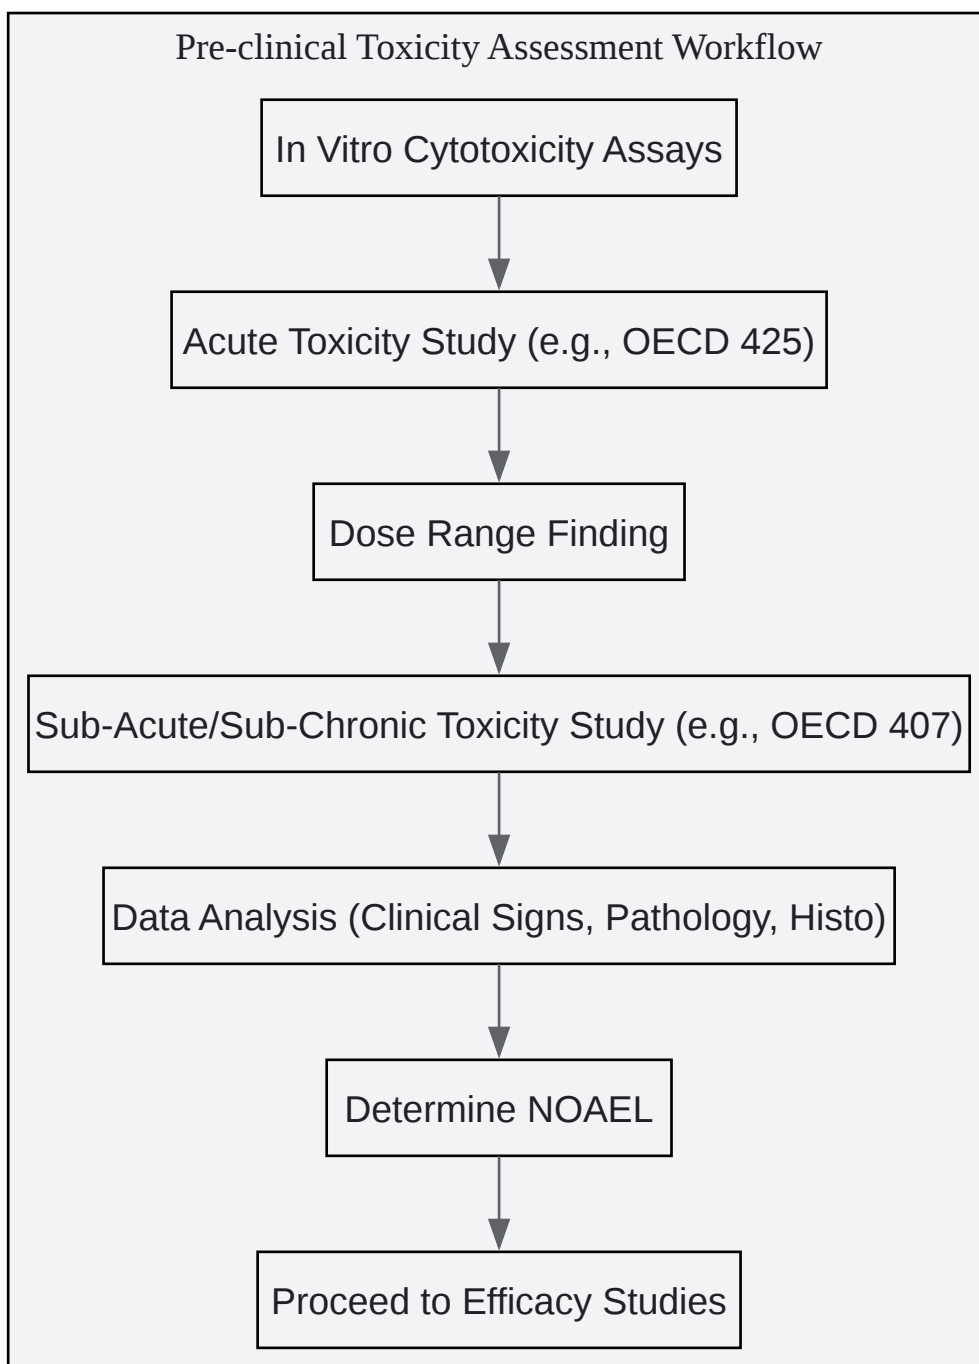 Pre-clinical Toxicity Assessment Workflow
In Vitro Cytotoxicity Assays
Acute Toxicity Study (e.g., OECD 425)
Dose Range Finding
Sub-Acute/Sub-Chronic Toxicity Study (e.g., OECD 407)
Data Analysis (Clinical Signs, Pathology, Histo)
Determine NOAEL
Proceed to Efficacy Studies